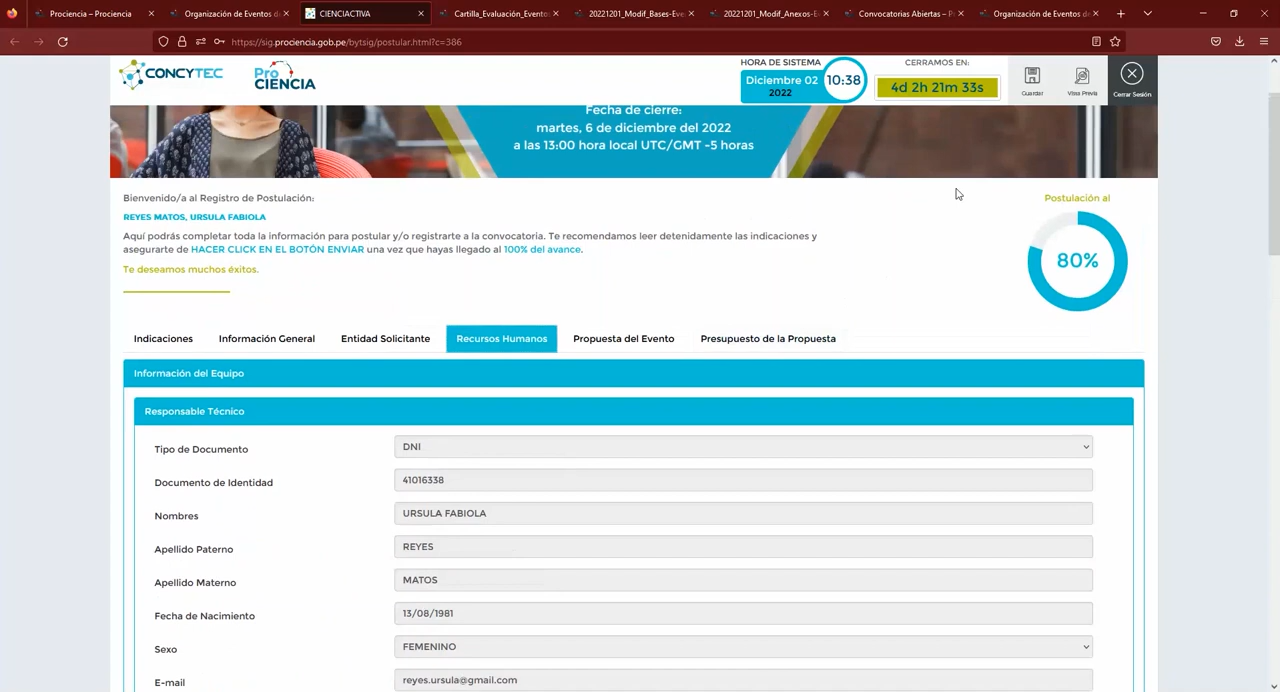 Prociencia – Prociencia
Organización de Eventos de
CIENCIACTIVA
Cartilla_Evaluación_Eventos
20221201_Modif_Bases-Eve
20221201_Modif_Anexos-E
Convocatorias Abiertas – P
Organización de Eventos de
https://sig.prociencia.gob.pe/bytsig/postular.html?c=386
CONCYTEC
Pro
CIENCIA
HORA DE SISTEMA
Diciembre 02
2022
10:38
CERRAMOS EN:
4d 2h 21m 33s
Guardar
Vista Previa
Cerrar Sesión
Fecha de cierre:
martes, 6 de diciembre del 2022
a las 13:00 hora local UTC/GMT -5 horas
Bienvenido/a al Registro de Postulación:
REYES MATOS, URSULA FABIOLA
Aquí podrás completar toda la información para postular y/o registrarte a la convocatoria. Te recomendamos leer detenidamente las indicaciones y
asegurarte de HACER CLICK EN EL BOTÓN ENVIAR una vez que hayas llegado al 100% del avance.
Te deseamos muchos éxitos.
Postulación al
80%
Indicaciones
Información General
Entidad Solicitante
Recursos Humanos
Propuesta del Evento
Presupuesto de la Propuesta
Información del Equipo
Responsable Técnico
Tipo de Documento
DNI
Documento de Identidad
41016338
Nombres
URSULA FABIOLA
Apellido Paterno
REYES
Apellido Materno
MATOS
Fecha de Nacimiento
13/08/1981
Sexo
FEMENINO
E-mail
reyes.ursula@gmail.com